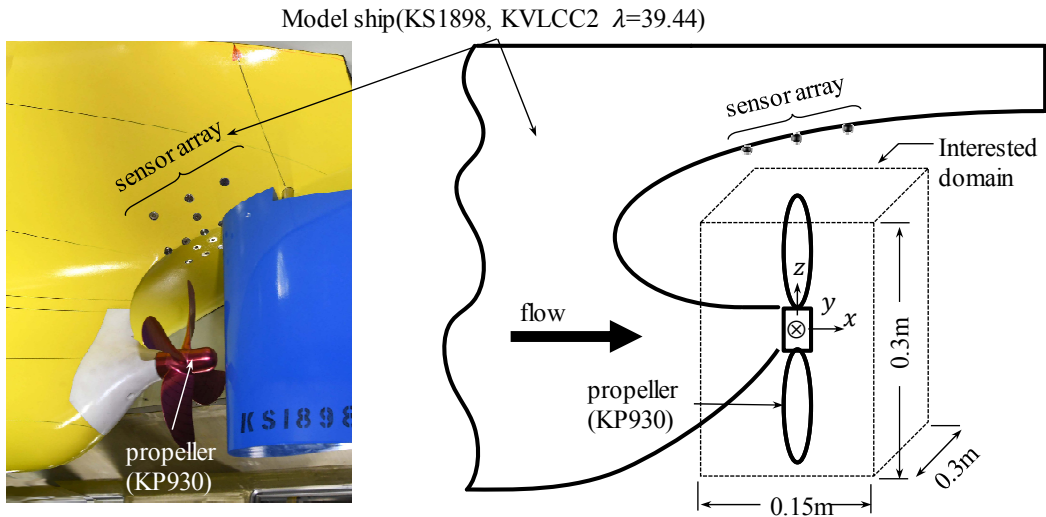 Model ship(KS1898, KVLCC2 λ=39.44)
sensor array
KS1898
propeller
(KP930)
sensor array
Interested
domain
flow
z
y
x
propeller
(KP930)
0.3m
0.3m
0.15m